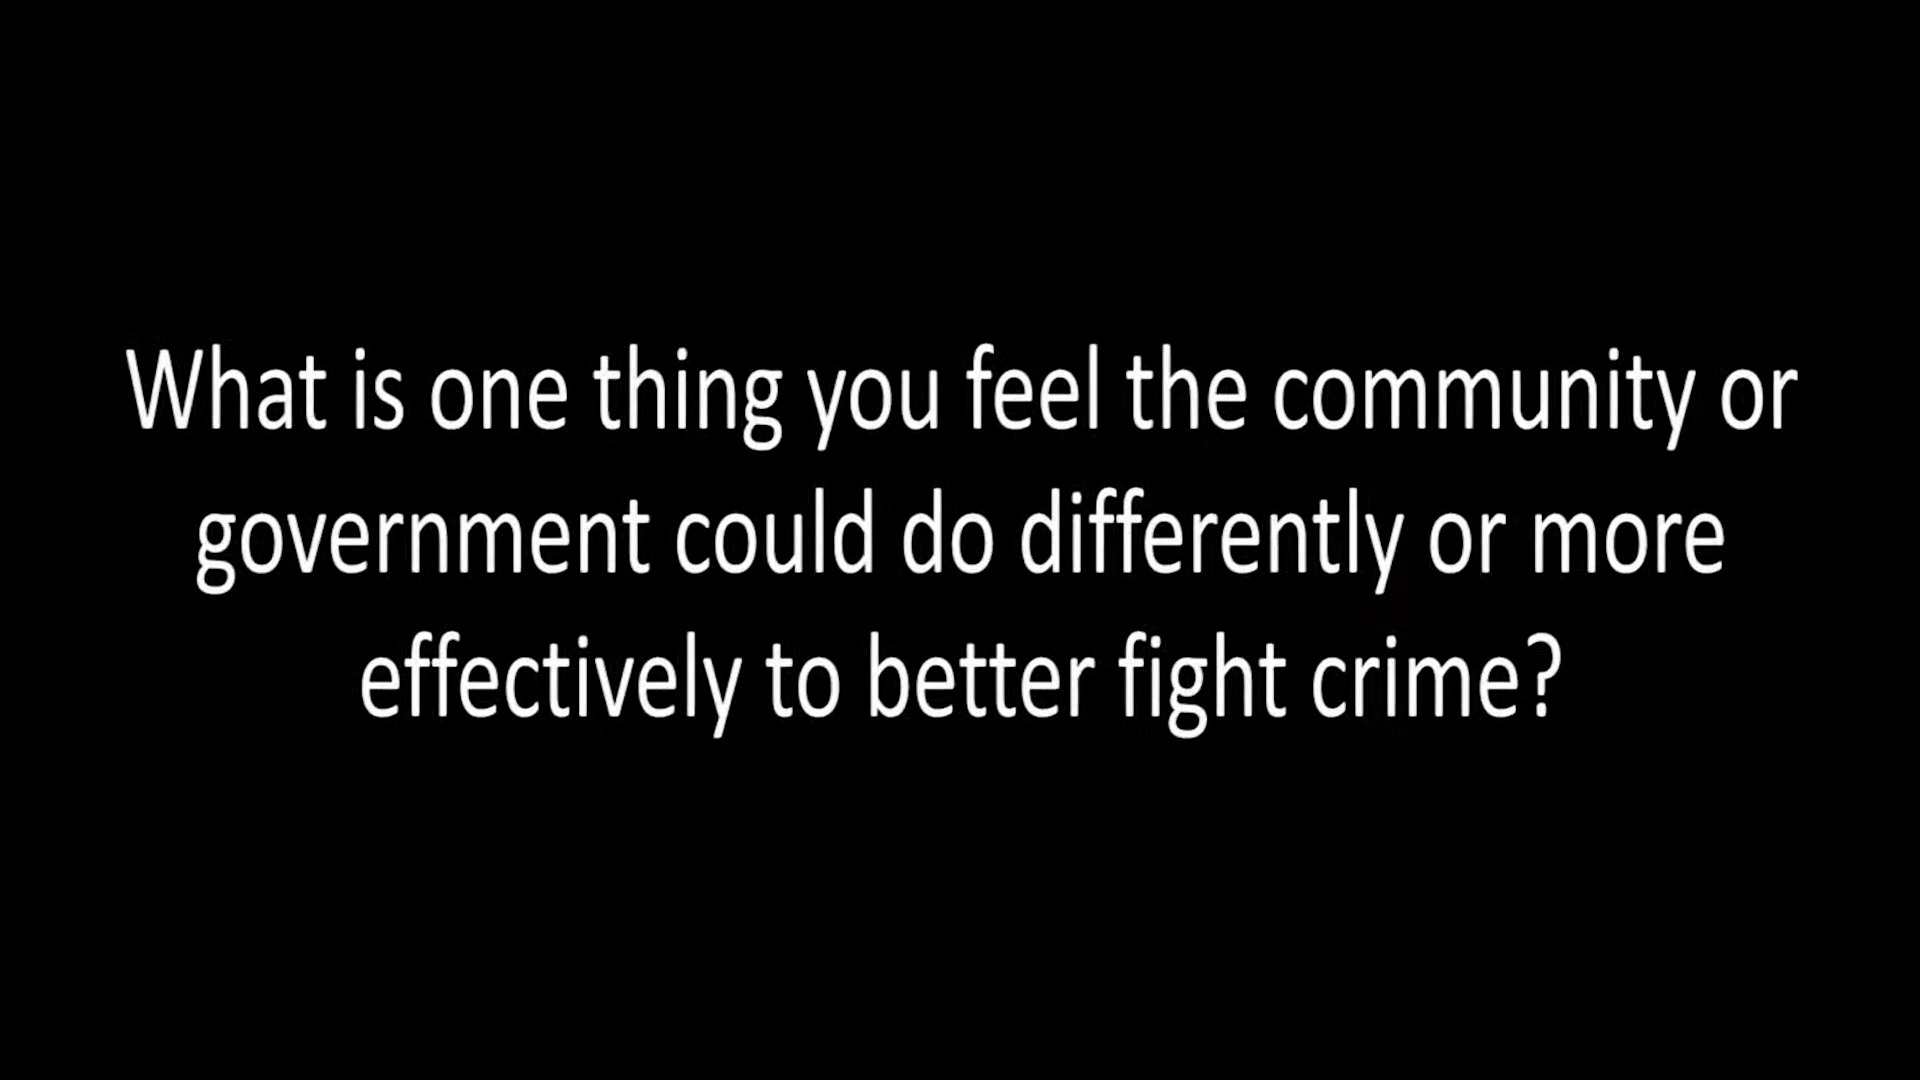 What is one thing you feel the community or
government could do differently or more
effectively to better fight crime?